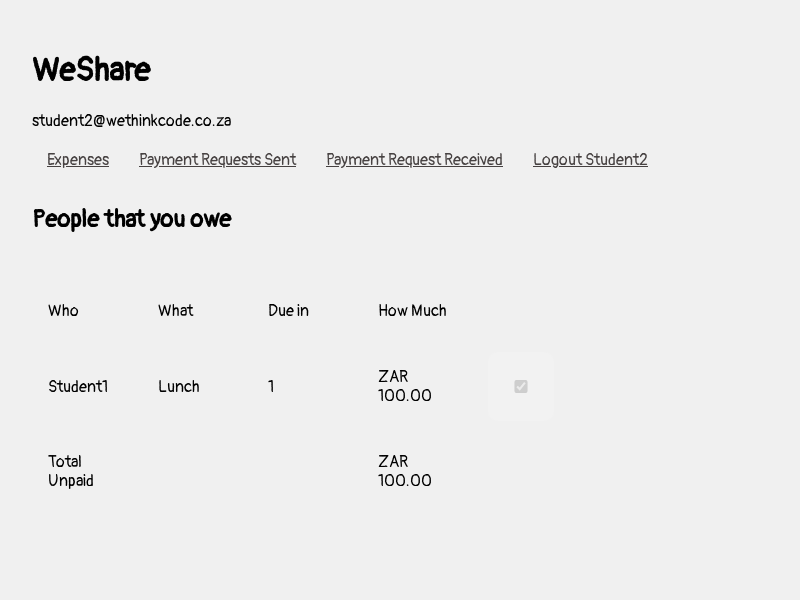 WeShare
student2@wethinkcode.co.za
Expenses Payment Requests Sent Payment Request Received Logout Student2
People that you owe
Who What Due in How Much
Student1 Lunch 1 ZAR 100.00
Total Unpaid ZAR 100.00